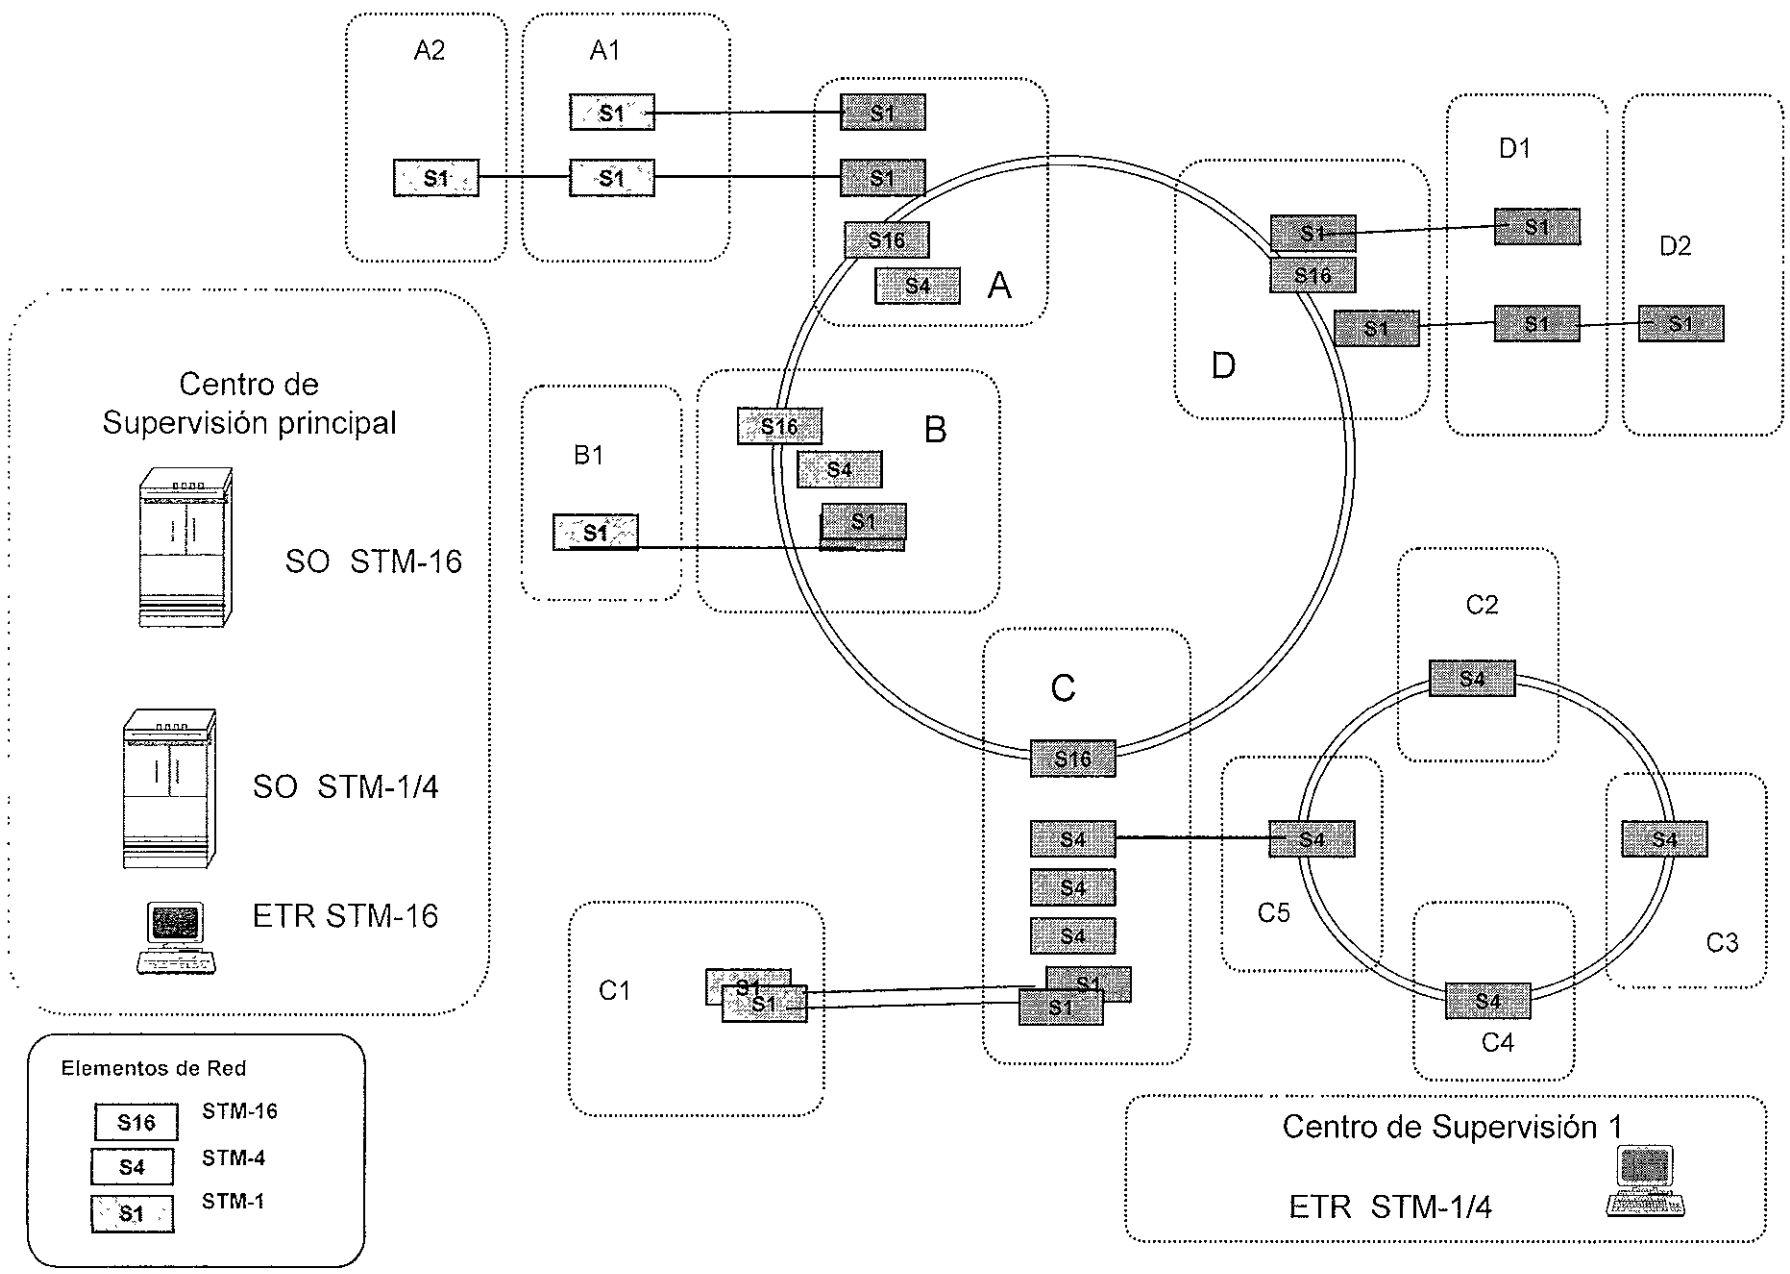 A2
A1
S1
S1
S1
S1
S1
S16
S4
A
D1
D2
S1
S1
S16
S1
S1
S1
D
Centro de
Supervisión principal
SO STM-16
SO STM-1/4
ETR STM-16
B1
S1
S16
B
S4
S1
C
S16
S4
S4
S4
S1
S1
C1
S1
S1
C2
S4
C5
S4
S4
C3
S4
C4
Elementos de Red
S16 STM-16
S4 STM-4
S1 STM-1
Centro de Supervisión 1
ETR STM-1/4